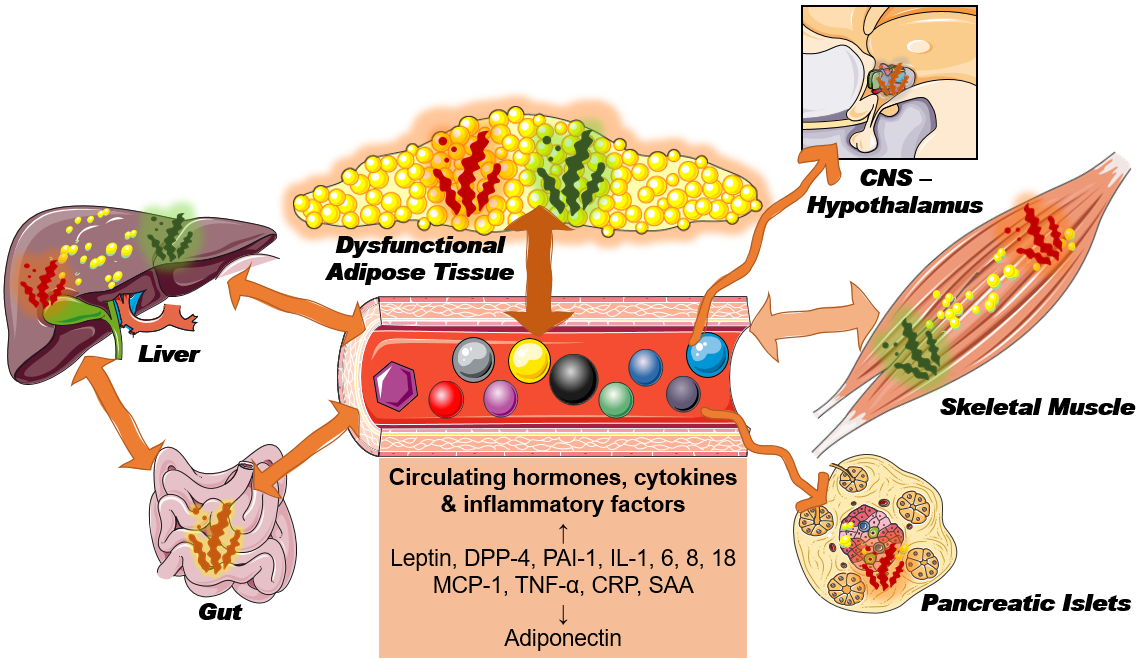 CNS –
Hypothalamus
Dysfunctional
Adipose Tissue
Liver
Skeletal Muscle
Gut
Pancreatic Islets
Circulating hormones, cytokines
& inflammatory factors
↑
Leptin, DPP-4, PAI-1, IL-1, 6, 8, 18
MCP-1, TNF-α, CRP, SAA
↓
Adiponectin